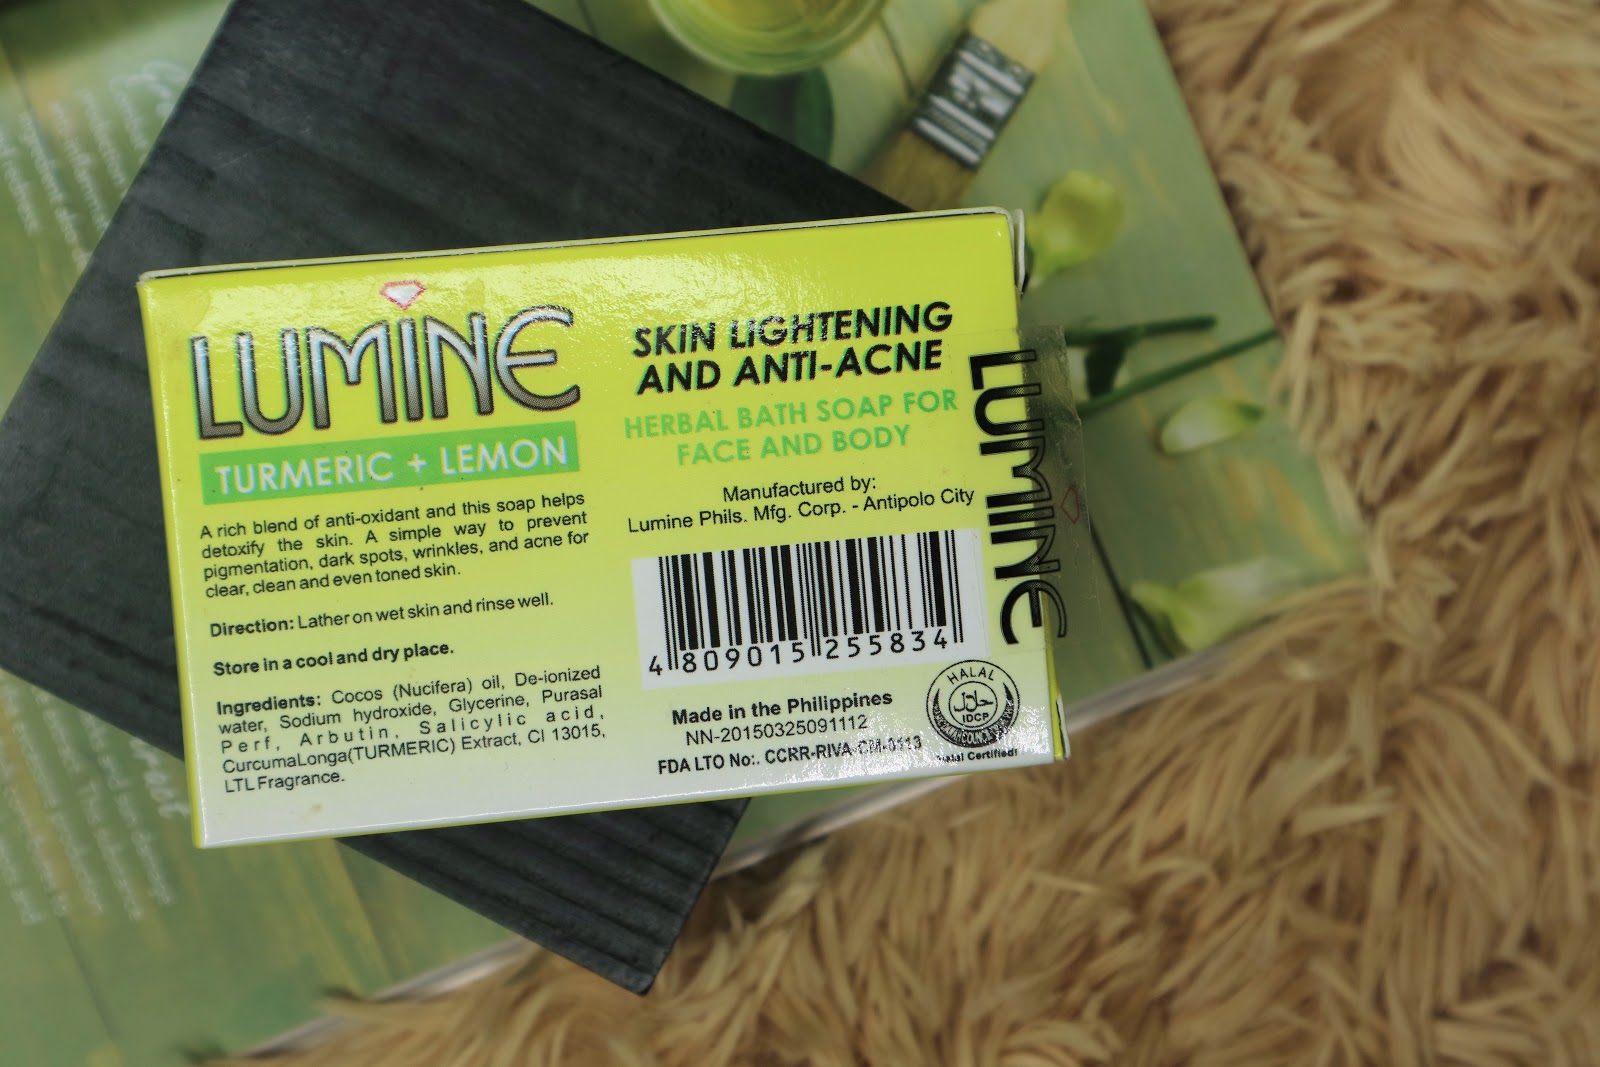 LUMINE
TURMERIC + LEMON
A rich blend of anti-oxidant and this soap helps
detoxify the skin. A simple way to prevent
pigmentation, dark spots, wrinkles, and acne for
clear, clean and even toned skin.
Direction: Lather on wet skin and rinse well.
Store in a cool and dry place.
Ingredients: Cocos (Nucifera) oil, De-ionized
water, Sodium hydroxide, Glycerine, Purasal
Perf, Arbutin, Salicylic acid,
CurcumaLonga(TURMERIC) Extract, CI 13015,
LTL Fragrance.
SKIN LIGHTENING
AND ANTI-ACNE
HERBAL BATH SOAP FOR
FACE AND BODY
Manufactured by:
Lumine Phils. Mfg. Corp. - Antipolo City
4 809015 255834
Made in the Philippines
NN-20150325091112
FDA LTO No:. CCRR-RIVA-CM-0113
HALAL
حلال
IDCP
Halal Certified!
LUMINE